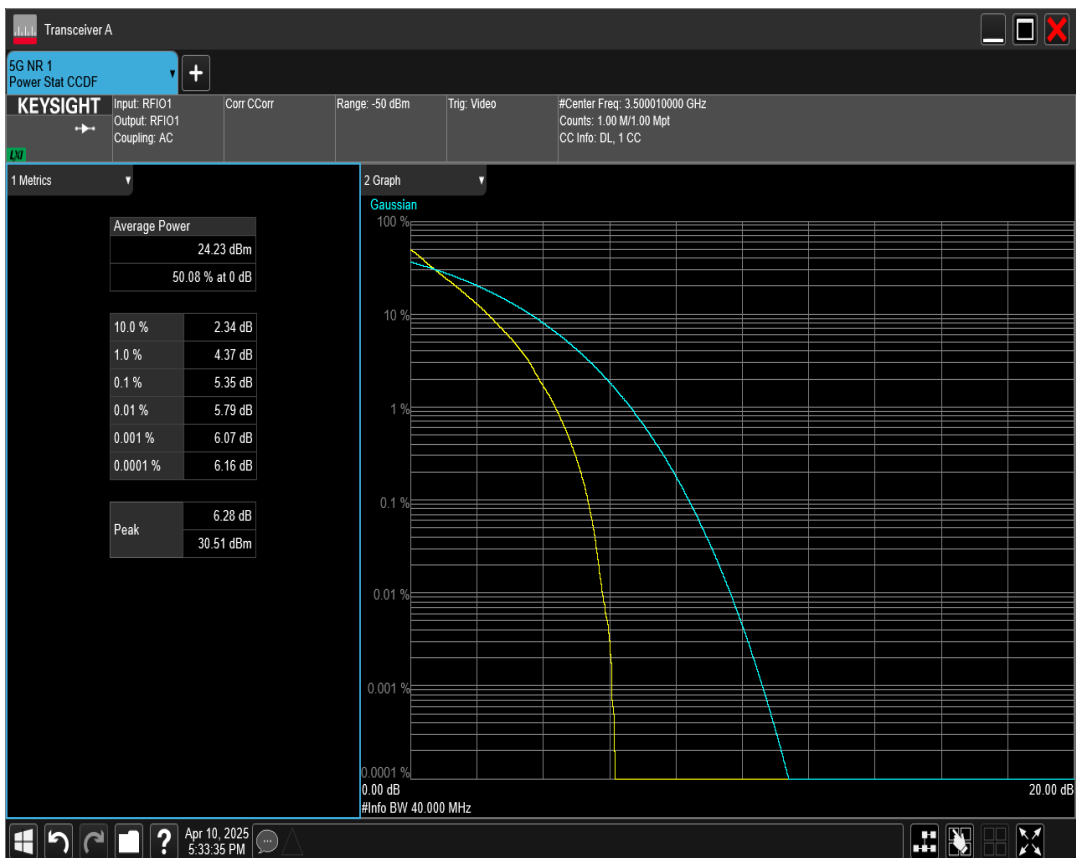 Transceiver A
5G NR 1
Power Stat CCDF
+
KEYSIGHT
LXI
Input: RFIO1
Output: RFIO1
Coupling: AC
Corr CCorr
Range: -50 dBm
Trig: Video
#Center Freq: 3.500010000 GHz
Counts: 1.00 M/1.00 Mpt
CC Info: DL, 1 CC
1 Metrics
Average Power
24.23 dBm
50.08 % at 0 dB
10.0 % 2.34 dB
1.0 % 4.37 dB
0.1 % 5.35 dB
0.01 % 5.79 dB
0.001 % 6.07 dB
0.0001 % 6.16 dB
Peak 6.28 dB
30.51 dBm
2 Graph
Gaussian
100 %
10 %
1 %
0.1 %
0.01 %
0.001 %
0.0001 %
0.00 dB 20.00 dB
#Info BW 40.000 MHz
?
Apr 10, 2025
5:33:35 PM